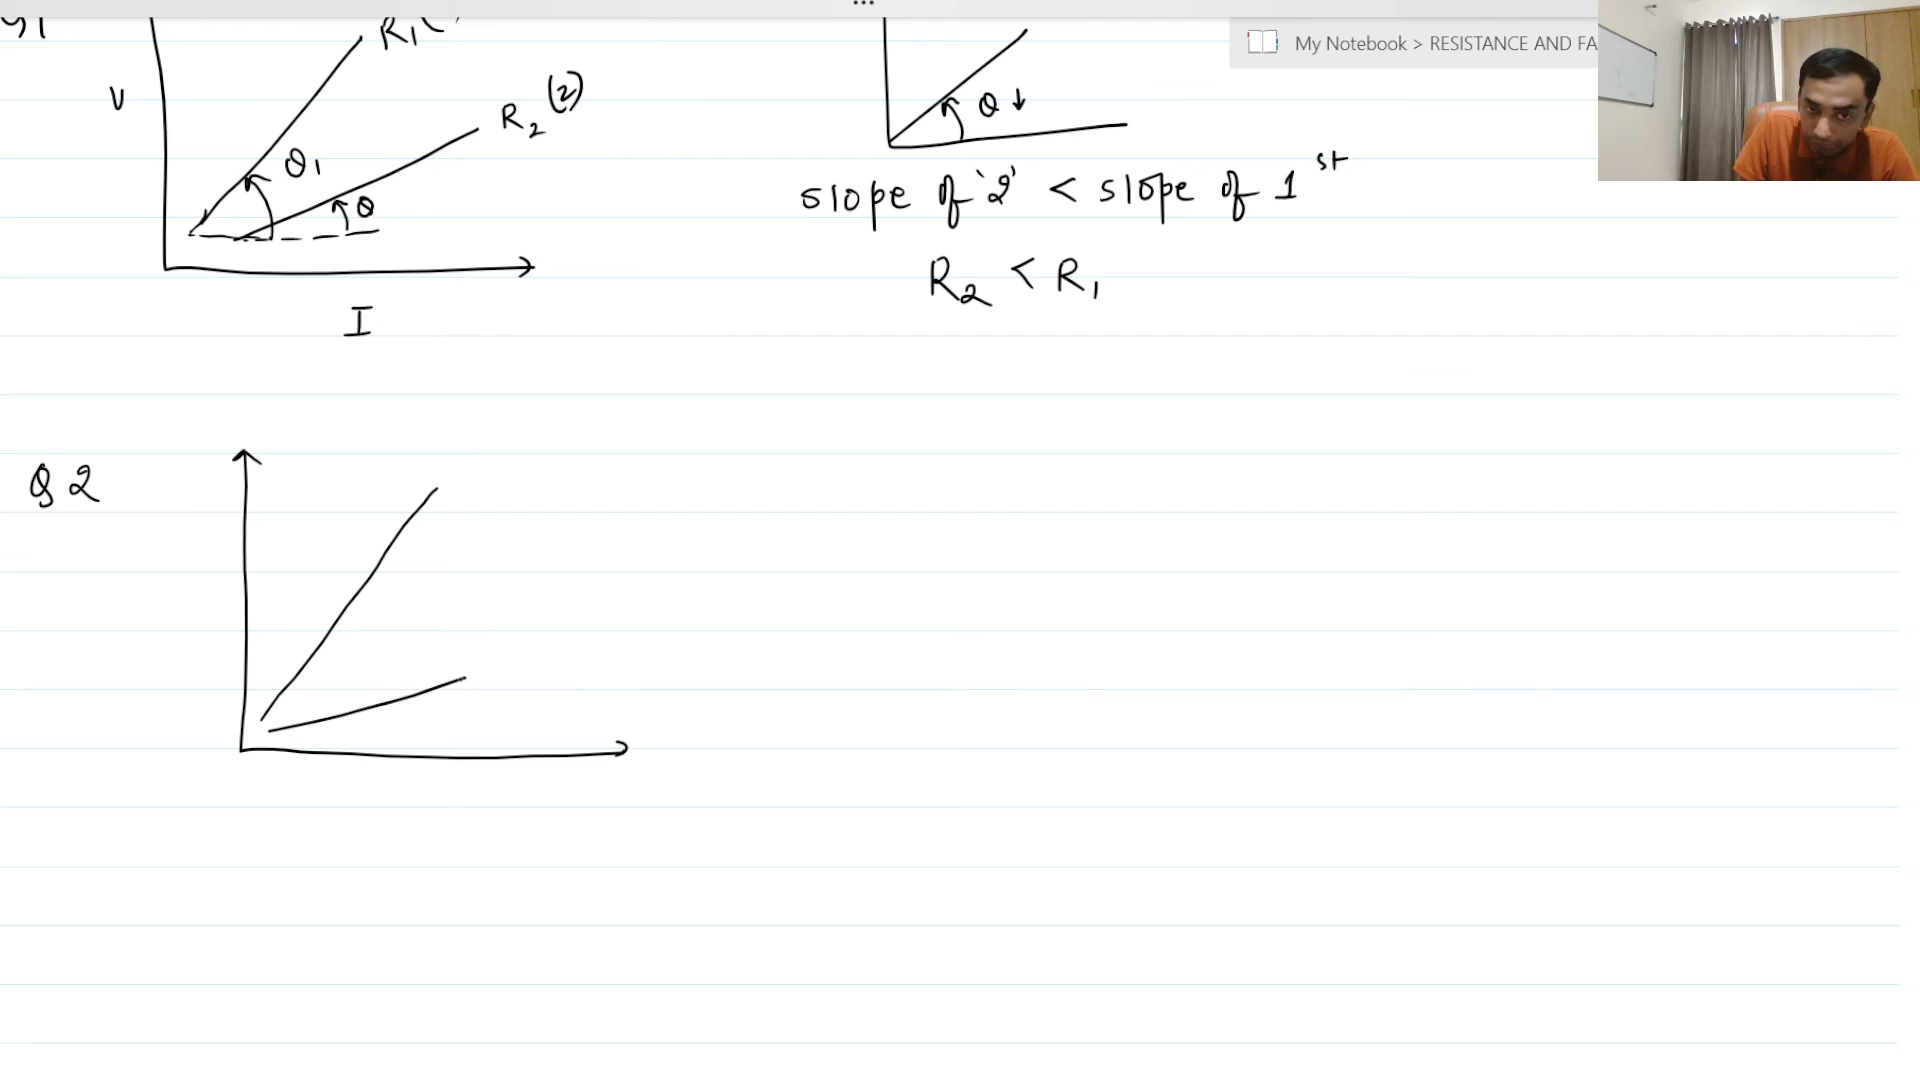 R₁(
V
R₂ (2)
θ₁
θ
I
θ ↓
slope of '2' < slope of 1st
R₂ < R₁
My Notebook > RESISTANCE AND FA
Q 2